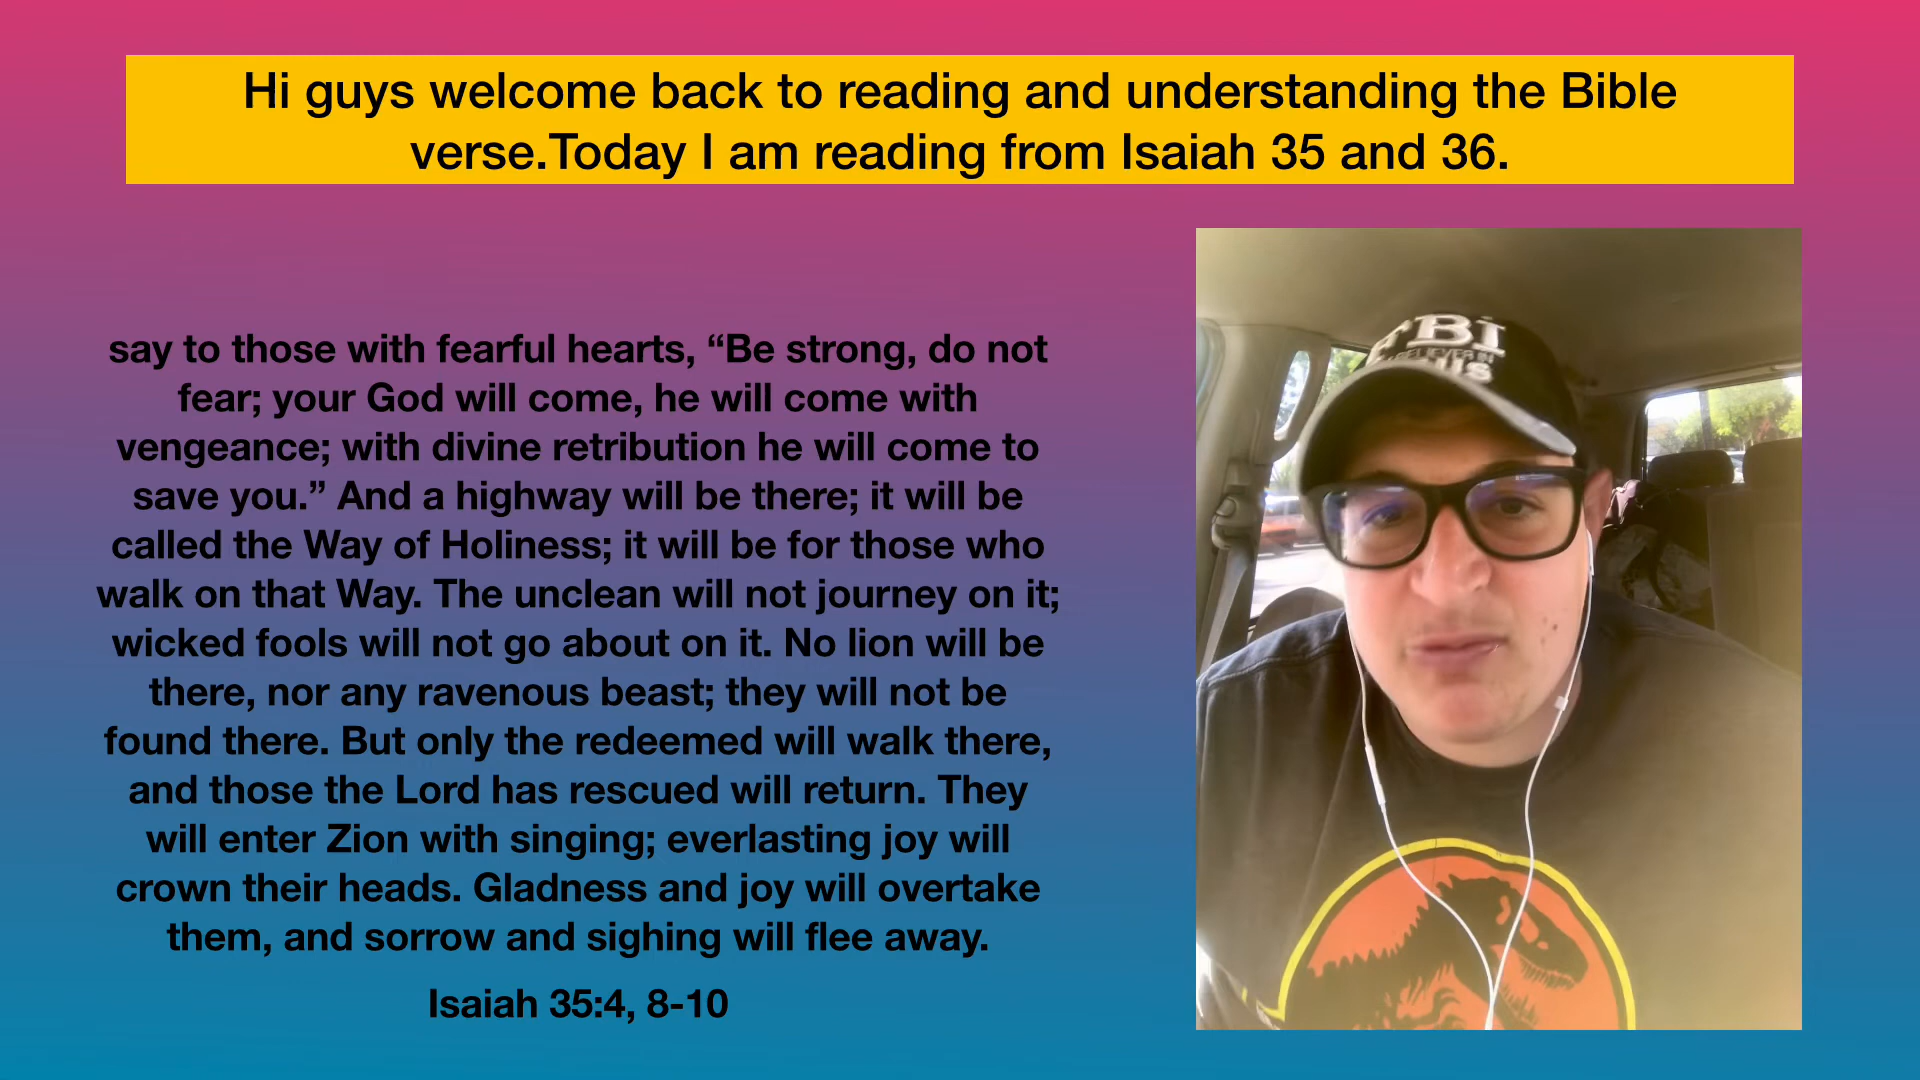 Hi guys welcome back to reading and understanding the Bible
verse.Today I am reading from Isaiah 35 and 36.
say to those with fearful hearts, “Be strong, do not
fear; your God will come, he will come with
vengeance; with divine retribution he will come to
save you.” And a highway will be there; it will be
called the Way of Holiness; it will be for those who
walk on that Way. The unclean will not journey on it;
wicked fools will not go about on it. No lion will be
there, nor any ravenous beast; they will not be
found there. But only the redeemed will walk there,
and those the Lord has rescued will return. They
will enter Zion with singing; everlasting joy will
crown their heads. Gladness and joy will overtake
them, and sorrow and sighing will flee away.
Isaiah 35:4, 8-10
FBI
BELIEVER IN